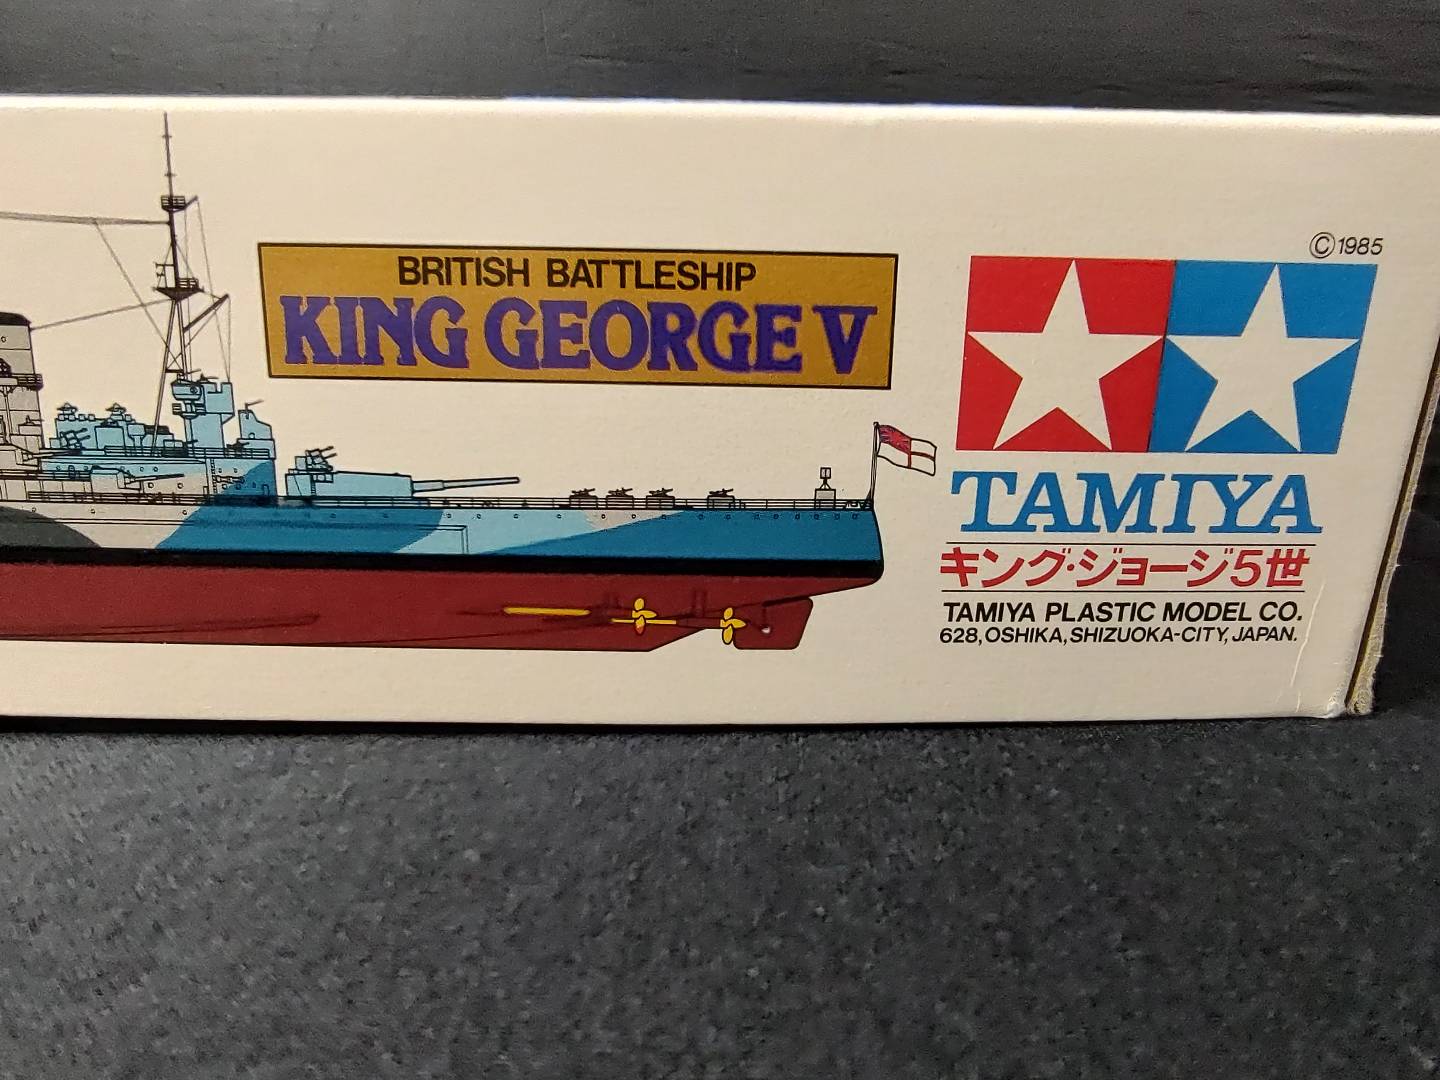 BRITISH BATTLESHIP
KING GEORGE V
©1985
TAMIYA
キング・ジョージ5世
TAMIYA PLASTIC MODEL CO.
628, OSHIKA, SHIZUOKA-CITY, JAPAN.